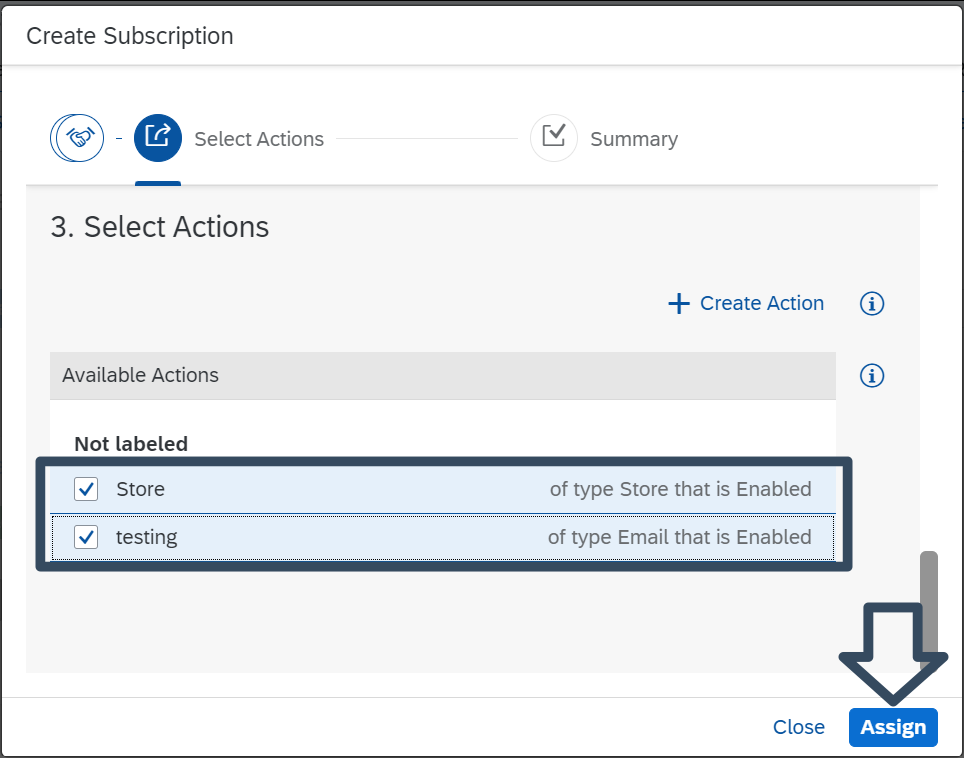 Create Subscription
Select Actions
Summary
3. Select Actions
Create Action
Available Actions
Not labeled
Store of type Store that is Enabled
testing of type Email that is Enabled
Close Assign